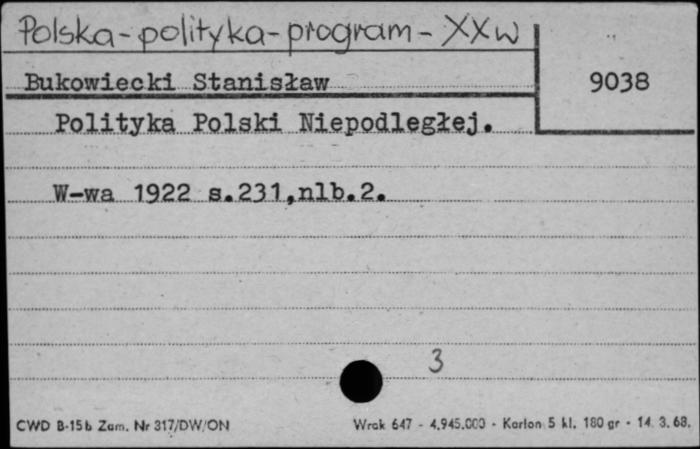 Polska-polityka-program-XXw
Bukowiecki Stanisław
9038
Polityka Polski Niepodległej.
W-wa 1922 s.231,nlb.2.
3
CWD B-15b Zam. Nr 317/DW/ON
Wrak 647 - 4.945.000 - Karton 5 kl. 180 gr - 14. 3. 68.